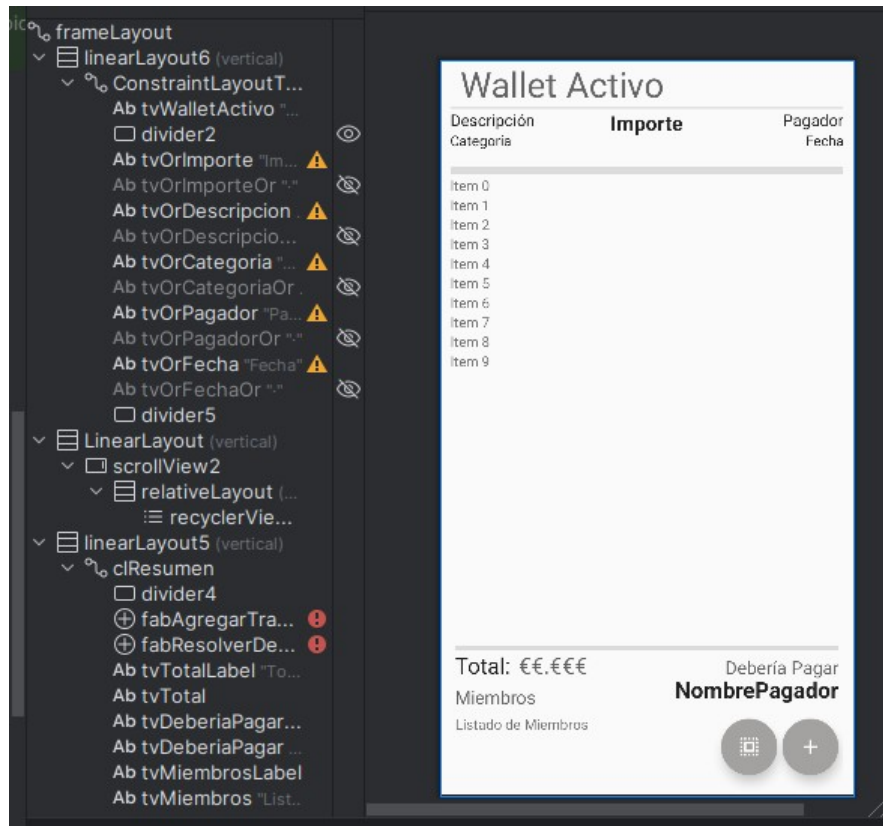 frameLayout
linearLayout6 (vertical)
ConstraintLayoutT...
Ab tvWalletActivo "...
divider2
Ab tvOrImporte "Im...
Ab tvOrImporteOr "-"
Ab tvOrDescripcion .
Ab tvOrDescripcio...
Ab tvOrCategoria "...
Ab tvOrCategoriaOr .
Ab tvOrPagador "Pa...
Ab tvOrPagadorOr "-"
Ab tvOrFecha "Fecha"
Ab tvOrFechaOr "-"
divider5
LinearLayout (vertical)
scrollView2
relativeLayout (...
recyclerVie...
linearLayout5 (vertical)
clResumen
divider4
fabAgregarTra...
fabResolverDe...
Ab tvTotalLabel "To...
Ab tvTotal
Ab tvDeberiaPagar...
Ab tvDeberiaPagar ...
Ab tvMiembrosLabel
Ab tvMiembros "List..
Wallet Activo
Descripción Importe Pagador
Categoria Fecha
Item 0
Item 1
Item 2
Item 3
Item 4
Item 5
Item 6
Item 7
Item 8
Item 9
Total: €€.€€€ Debería Pagar
Miembros NombrePagador
Listado de Miembros